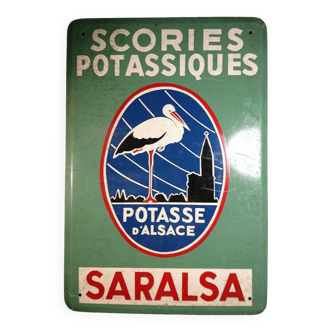 SCORIES
POTASSIQUES
POTASSE
D'ALSACE
SARALSA